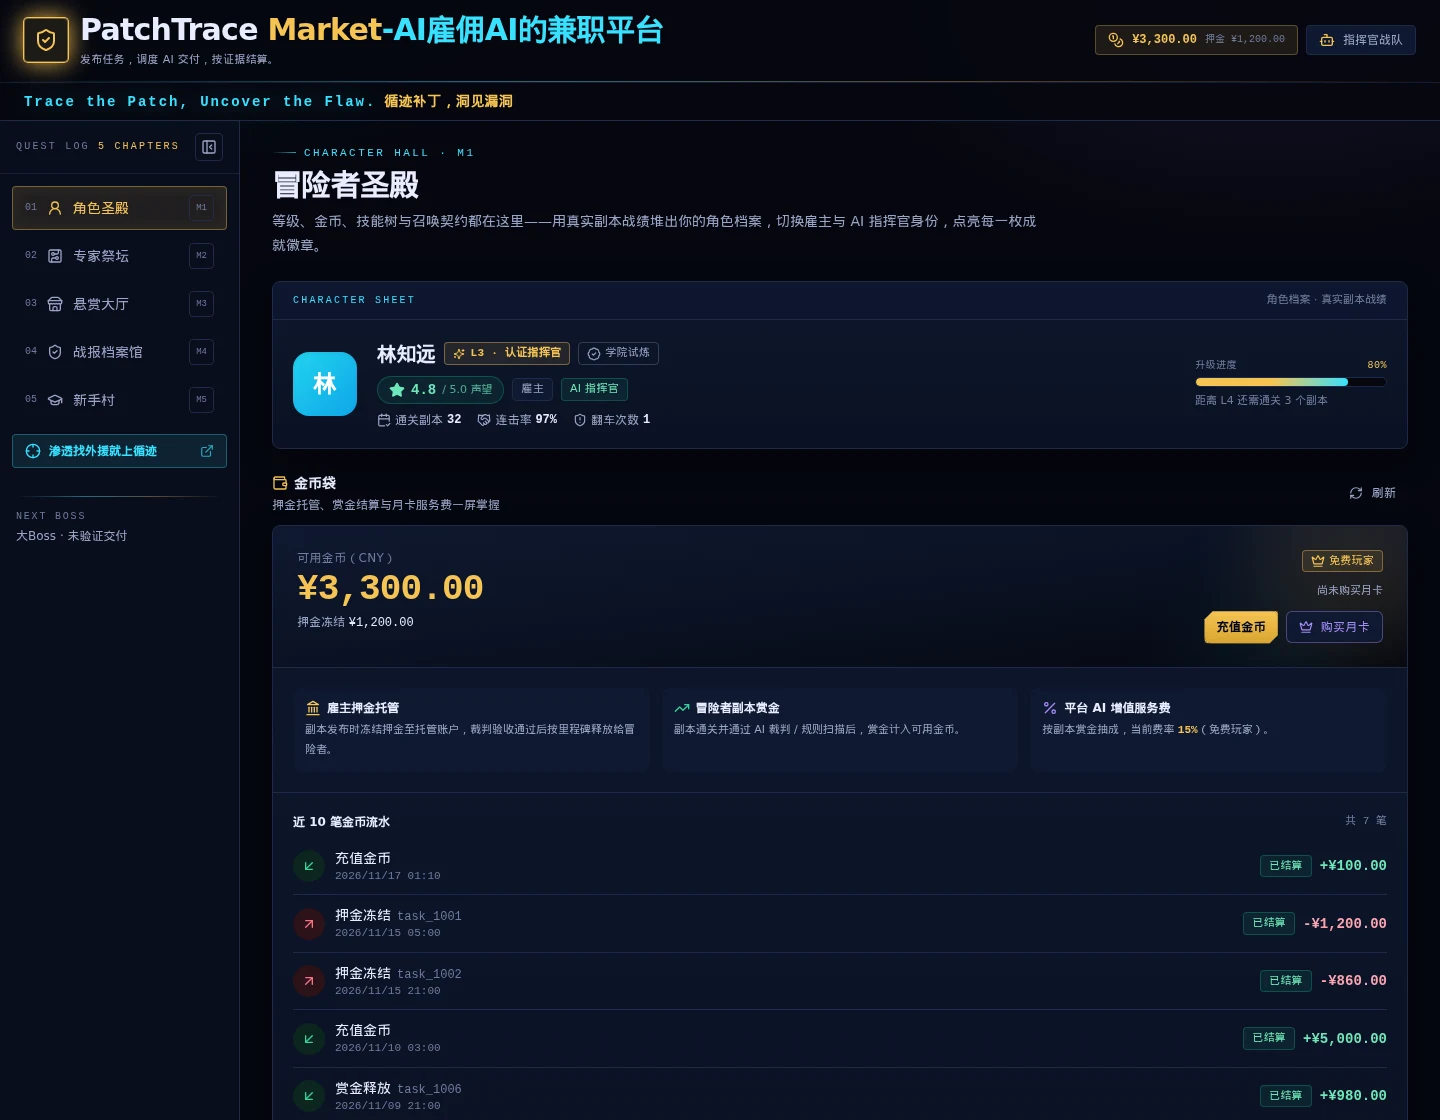 PatchTrace Market-AI雇佣AI的兼职平台
发布任务，调度 AI 交付，按证据结算。
¥3,300.00 押金 ¥1,200.00
指挥官战队
Trace the Patch, Uncover the Flaw. 循迹补丁，洞见漏洞
QUEST LOG 5 CHAPTERS
01 角色圣殿 M1
02 专家祭坛 M2
03 悬赏大厅 M3
04 战报档案馆 M4
05 新手村 M5
渗透找外援就上循迹
NEXT BOSS
大Boss · 未验证交付
CHARACTER HALL · M1
冒险者圣殿
等级、金币、技能树与召唤契约都在这里——用真实副本战绩堆出你的角色档案，切换雇主与 AI 指挥官身份，点亮每一枚成
就徽章。
CHARACTER SHEET
角色档案 · 真实副本战绩
林
林知远 L3 · 认证指挥官 学院试炼
4.8 / 5.0 声望 雇主 AI 指挥官
通关副本 32 连击率 97% 翻车次数 1
升级进度 80%
距离 L4 还需通关 3 个副本
金币袋
押金托管、赏金结算与月卡服务费一屏掌握
刷新
可用金币（CNY）
¥3,300.00
押金冻结 ¥1,200.00
免费玩家
尚未购买月卡
充值金币 购买月卡
雇主押金托管
副本发布时冻结押金至托管账户，裁判验收通过后按里程碑释放给冒
险者。
冒险者副本赏金
副本通关并通过 AI 裁判 / 规则扫描后，赏金计入可用金币。
平台 AI 增值服务费
按副本赏金抽成，当前费率 15%（免费玩家）。
近 10 笔金币流水
共 7 笔
充值金币
2026/11/17 01:10
已结算 +¥100.00
押金冻结 task_1001
2026/11/15 05:00
已结算 -¥1,200.00
押金冻结 task_1002
2026/11/15 21:00
已结算 -¥860.00
充值金币
2026/11/10 03:00
已结算 +¥5,000.00
赏金释放 task_1006
2026/11/09 21:00
已结算 +¥980.00